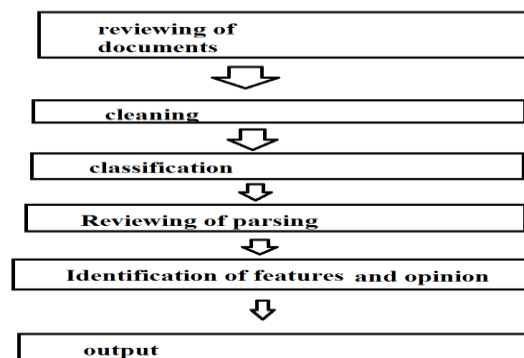 reviewing of
documents
cleaning
classification
Reviewing of parsing
Identification of features and opinion
output